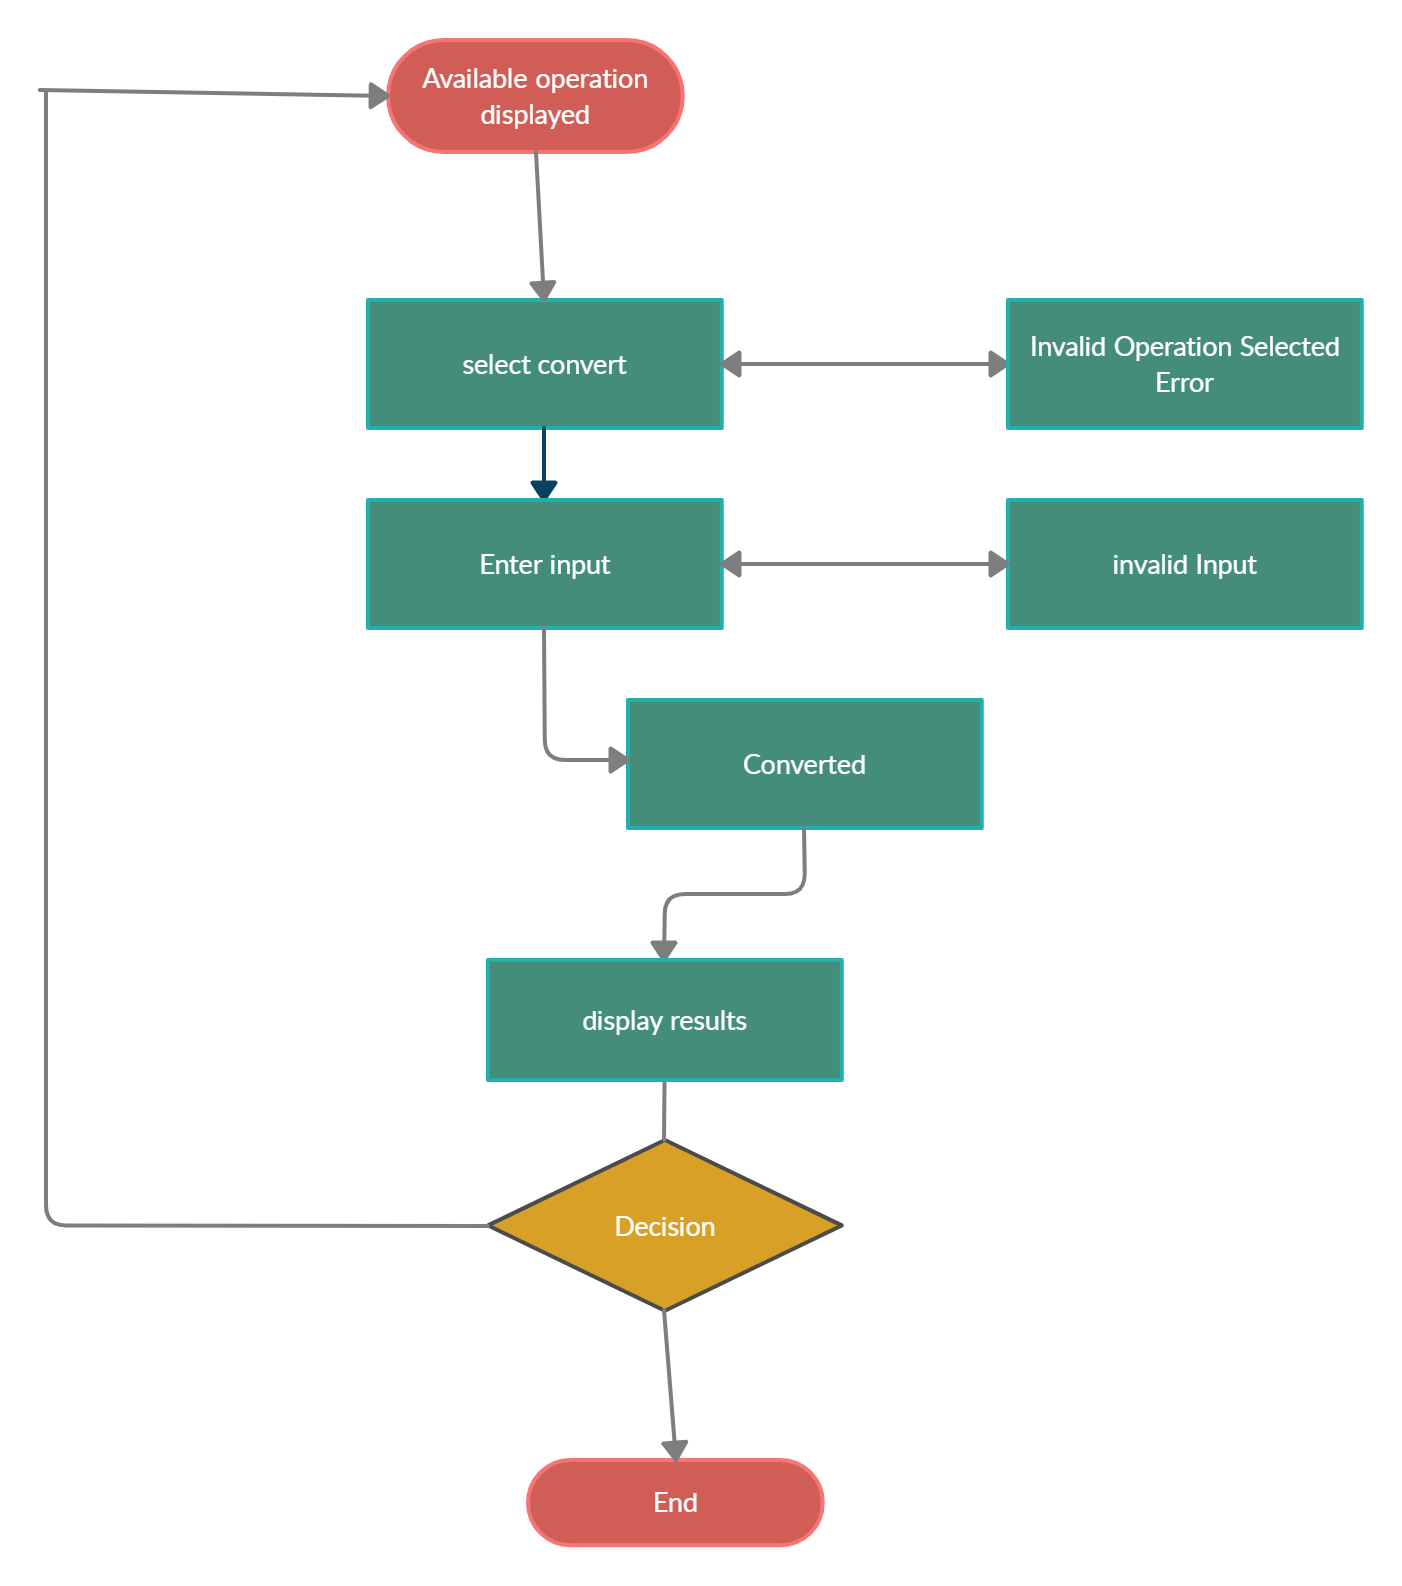 Available operation
displayed
select convert
Invalid Operation Selected
Error
Enter input
invalid Input
Converted
display results
Decision
End